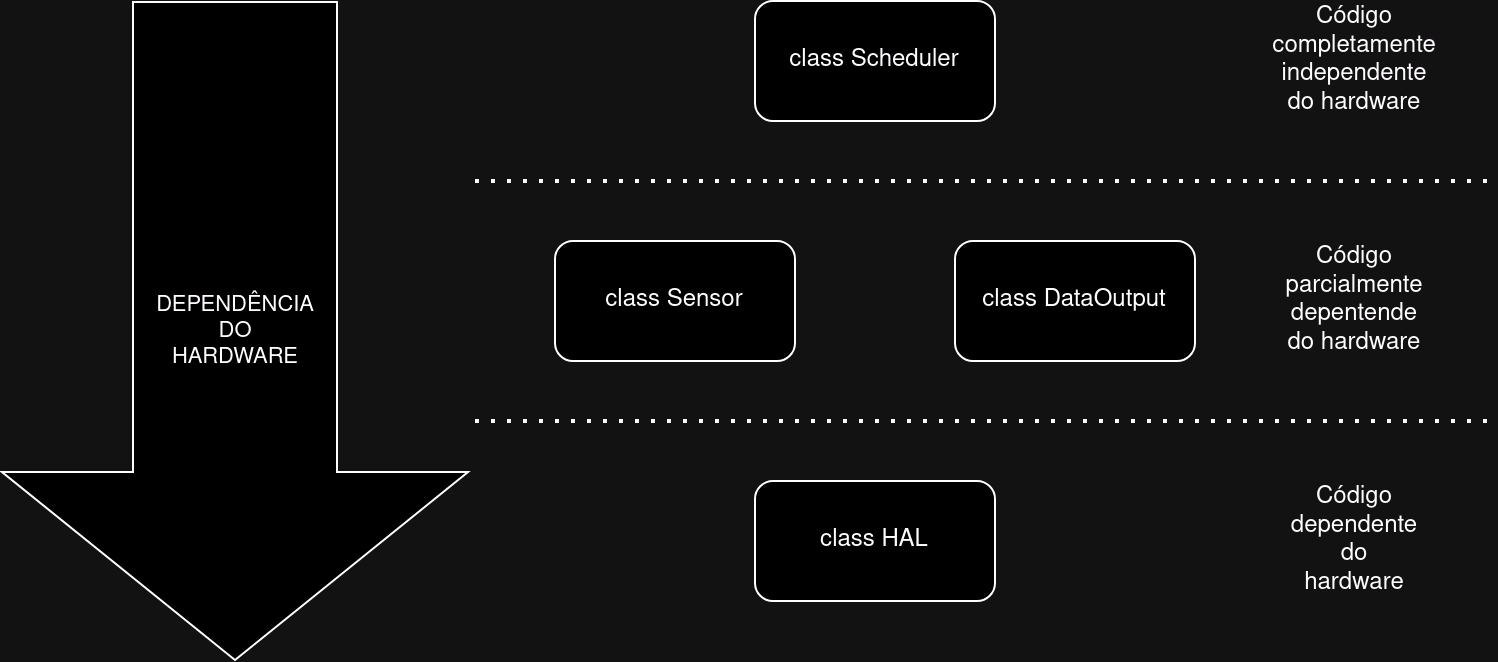 class Scheduler
Código
completamente
independente
do hardware
DEPENDÊNCIA
DO
HARDWARE
class Sensor
class DataOutput
Código
parcialmente
depentende
do hardware
class HAL
Código
dependente
do
hardware